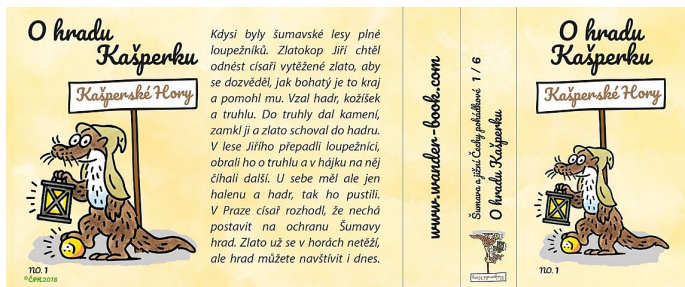 O hradu
Kašperku
Kašperské Hory
NO. 1
©ČPR 2018
Kdysi byly šumavské lesy plné
loupežníků. Zlatokop Jiří chtěl
odnést císaři vytěžené zlato, aby
se dozvěděl, jak bohatý je to kraj
a pomohl mu. Vzal hadr, kožíšek
a truhlu. Do truhly dal kamení,
zamkl ji a zlato schoval do hadru.
V lese Jiřího přepadli loupežníci,
obrali ho o truhlu a v hájku na něj
číhali další. U sebe měl ale jen
halenu a hadr, tak ho pustili.
V Praze císař rozhodl, že nechá
postavit na ochranu Šumavy
hrad. Zlato už se v horách netěží,
ale hrad můžete navštívit i dnes.
www.wander-book.com
Šumava a jižní Čechy pohádkové 1 / 6
O hradu Kašperku
O hradu
Kašperku
Kašperské Hory
NO. 1